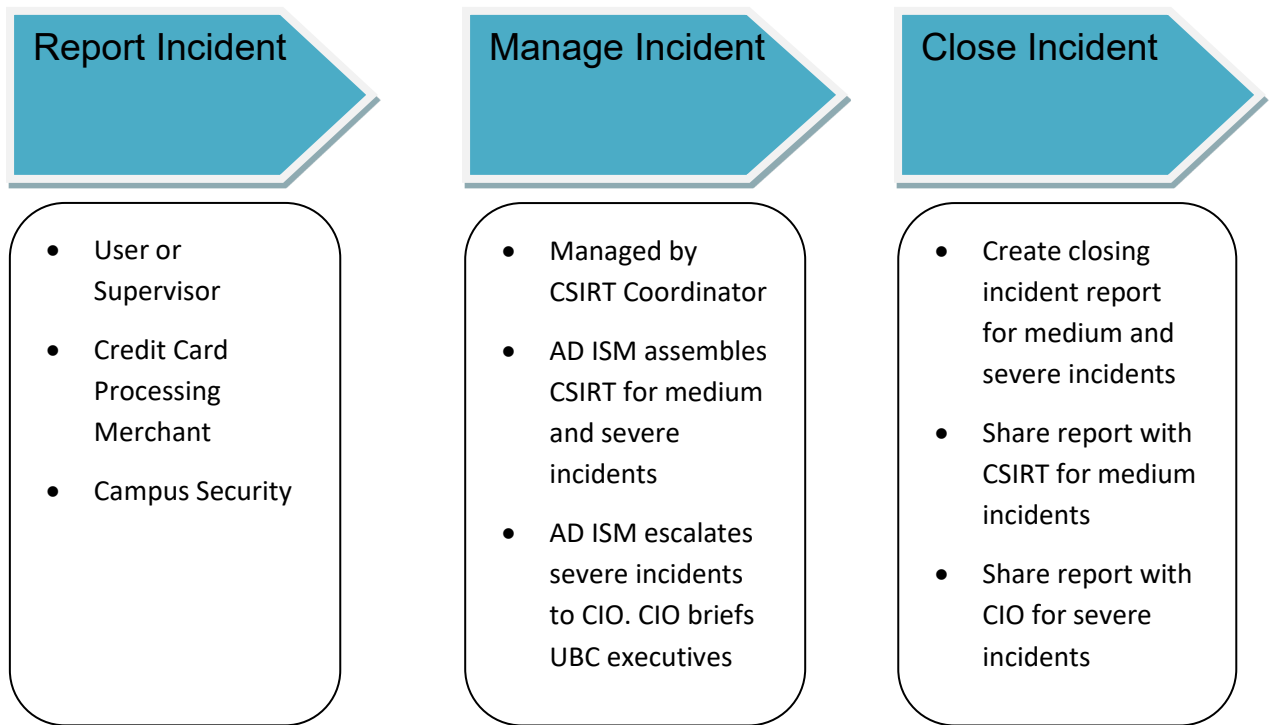 Report Incident
Manage Incident
Close Incident
• User or
Supervisor
• Credit Card
Processing
Merchant
• Campus Security
• Managed by
CSIRT Coordinator
• AD ISM assembles
CSIRT for medium
and severe
incidents
• AD ISM escalates
severe incidents
to CIO. CIO briefs
UBC executives
• Create closing
incident report
for medium and
severe incidents
• Share report with
CSIRT for medium
incidents
• Share report with
CIO for severe
incidents